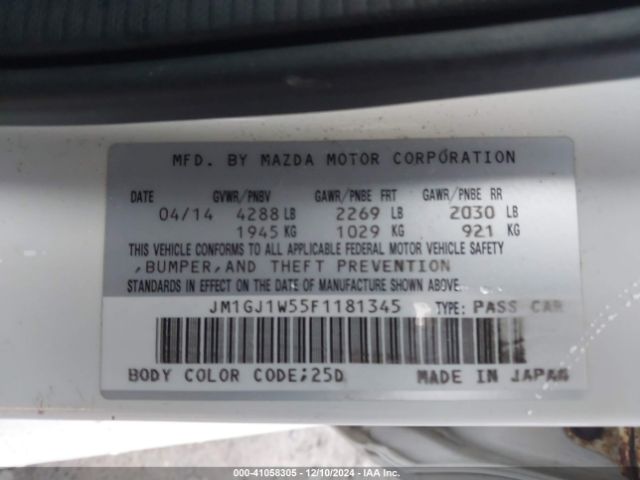 MFD. BY MAZDA MOTOR CORPORATION
DATE GVWR/PNBV GAWR/PNBE FRT GAWR/PNBE RR
04/14 4288 LB 2269 LB 2030 LB
1945 KG 1029 KG 921 KG
THIS VEHICLE CONFORMS TO ALL APPLICABLE FEDERAL MOTOR VEHICLE SAFETY
,BUMPER,AND THEFT PREVENTION
STANDARDS IN EFFECT ON THE DATE OF MANUFACTURE SHOWN ABOVE.
JM1GJ1W55F1181345 TYPE: PASS CAR
BODY COLOR CODE;25D MADE IN JAPAN
000-41058305 - 12/10/2024 - IAA Inc.